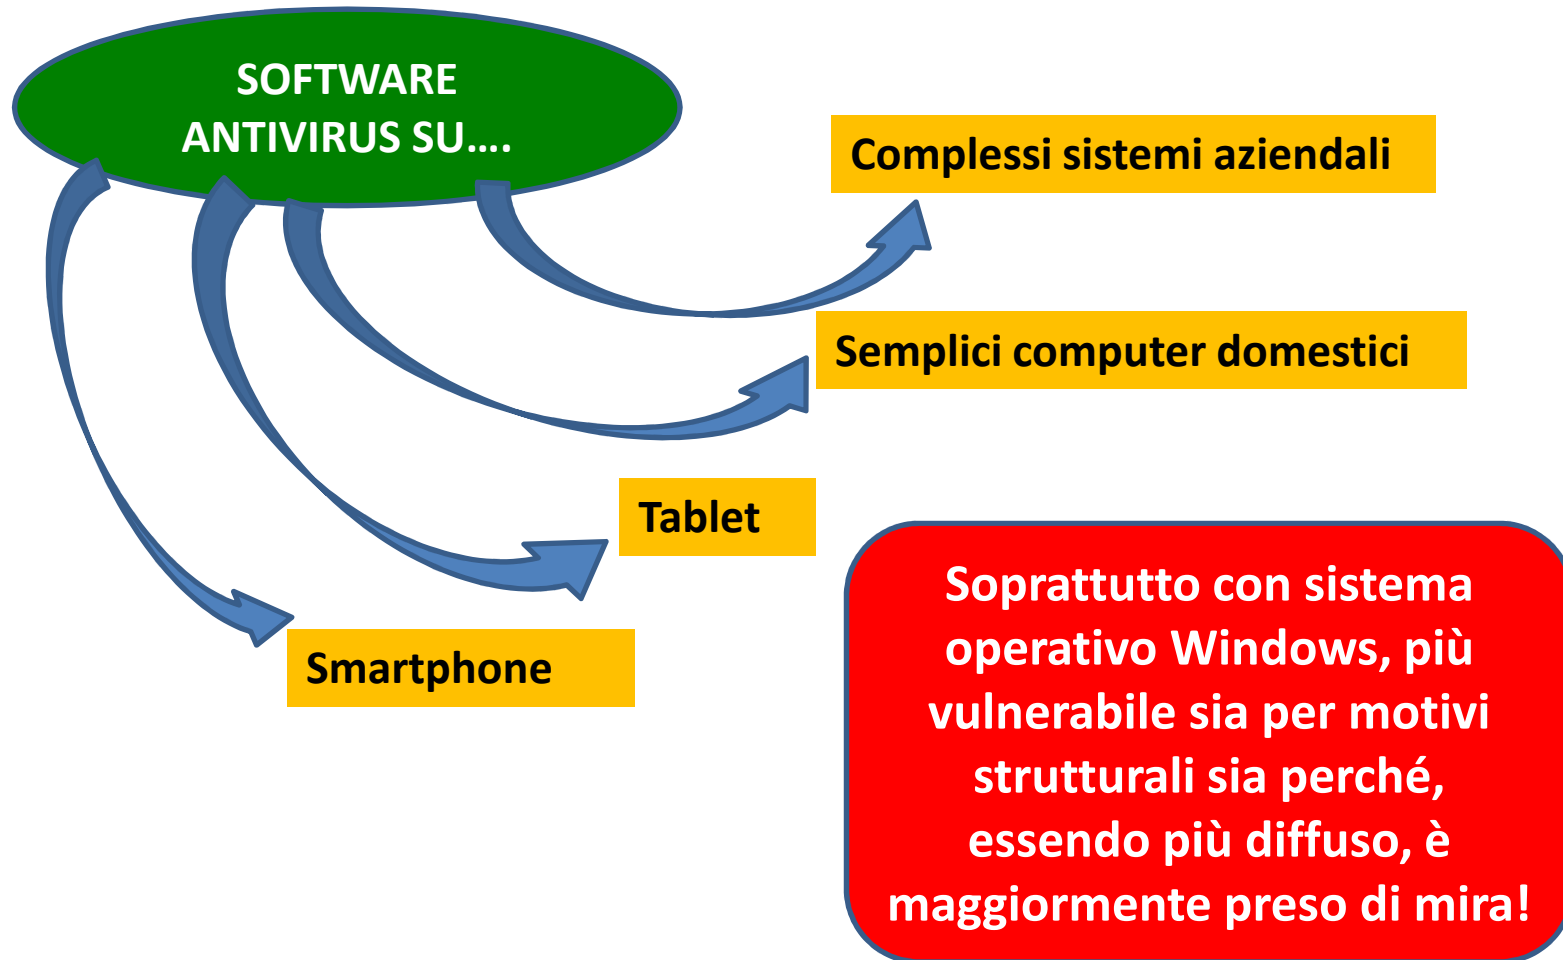 SOFTWARE
ANTIVIRUS SU....
Complessi sistemi aziendali
Semplici computer domestici
Tablet
Smartphone
Soprattutto con sistema
operativo Windows, più
vulnerabile sia per motivi
strutturali sia perché,
essendo più diffuso, è
maggiormente preso di mira!